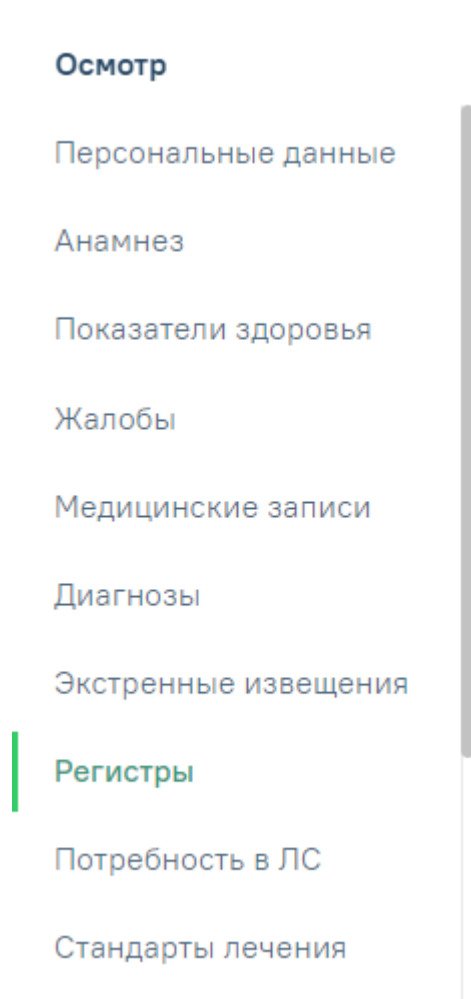 Осмотр
Персональные данные
Анамнез
Показатели здоровья
Жалобы
Медицинские записи
Диагнозы
Экстренные извещения
Регистры
Потребность в ЛС
Стандарты лечения